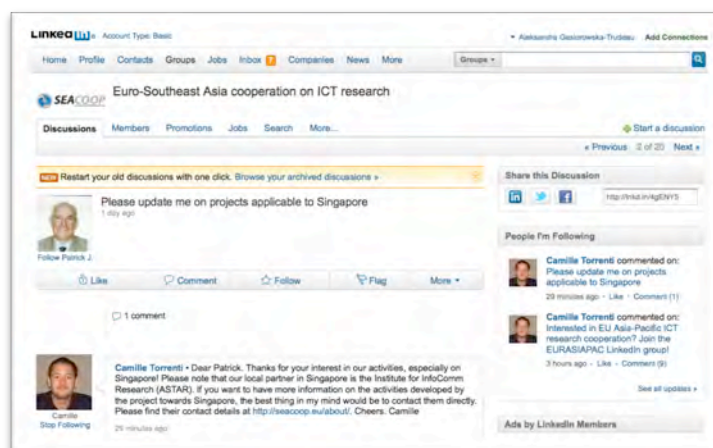 LinkedIn Account Type: Basic
Aleksandra Gasiorowska-Trudeau Add Connections
Home Profile Contacts Groups Jobs Inbox 7 Companies News More Groups
SEACOOP Euro-Southeast Asia cooperation on ICT research
Discussions Members Promotions Jobs Search More... Start a discussion
« Previous 2 of 20 Next »
NEW Restart your old discussions with one click. Browse your archived discussions »
Please update me on projects applicable to Singapore
1 day ago
Follow Patrick J.
Like Comment Follow Flag More
1 comment
Camille Torrenti • Dear Patrick. Thanks for your interest in our activities, especially on
Singapore! Please note that our local partner in Singapore is the Institute for InfoComm
Research (ASTAR). If you want to have more information on the activities developed by
the project towards Singapore, the best thing in my mind would be to contact them directly.
Please find their contact details at http://seacoop.eu/about/. Cheers. Camille
29 minutes ago
Camille
Stop Following
Share this Discussion
in f
People I'm Following
Camille Torrenti commented on:
Please update me on projects
applicable to Singapore
29 minutes ago • Like • Comment (1)
Camille Torrenti commented on:
Interested in EU Asia-Pacific ICT
research cooperation? Join the
EURASIAPAC LinkedIn group!
3 hours ago • Like • Comment (9)
See all updates »
Ads by LinkedIn Members